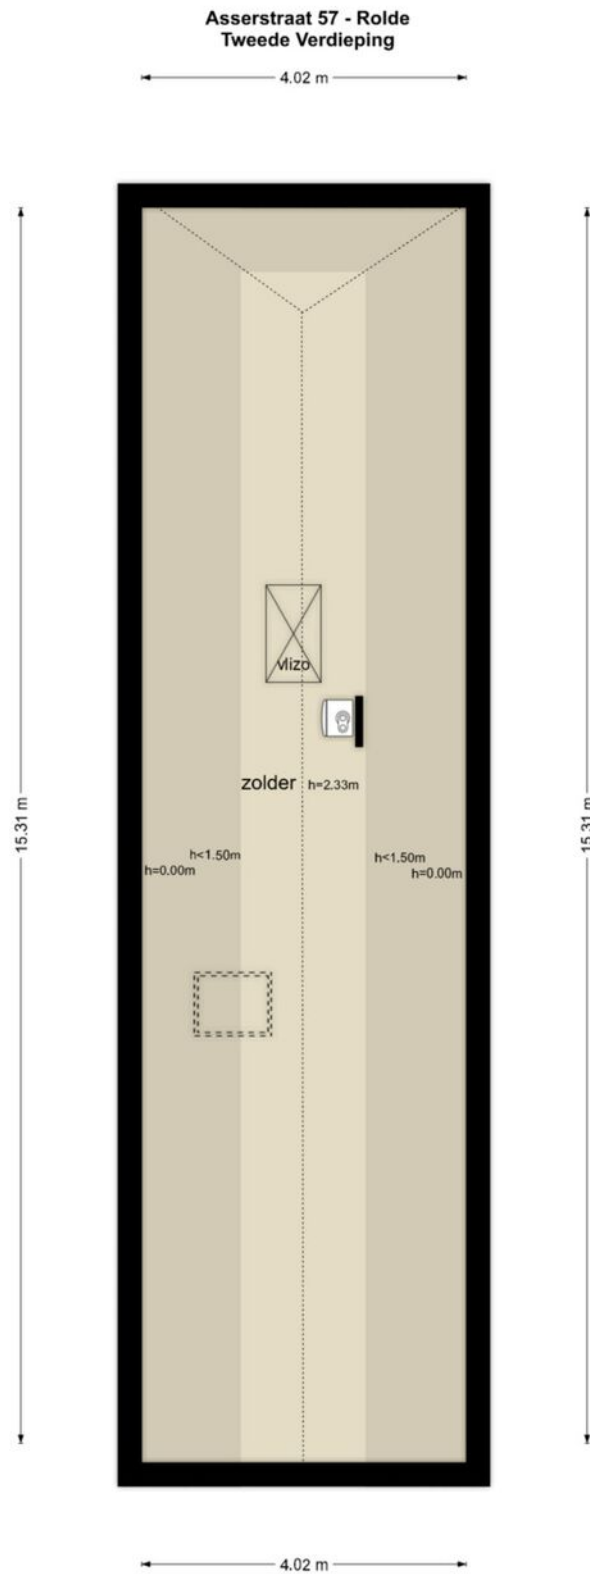 Asserstraat 57 - Rolde
Tweede Verdieping
4.02 m
15.31 m
15.31 m
vlizo
zolder h=2.33m
h<1.50m
h=0.00m
h<1.50m
h=0.00m
4.02 m